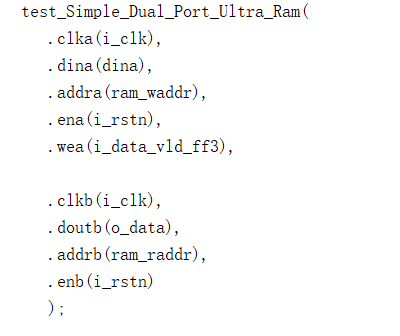 test_Simple_Dual_Port_Ultra_Ram(
.clka(i_clk),
.dina(dina),
.addra(ram_waddr),
.ena(i_rstn),
.wea(i_data_vld_ff3),
.clkb(i_clk),
.doutb(o_data),
.addrb(ram_raddr),
.enb(i_rstn)
);